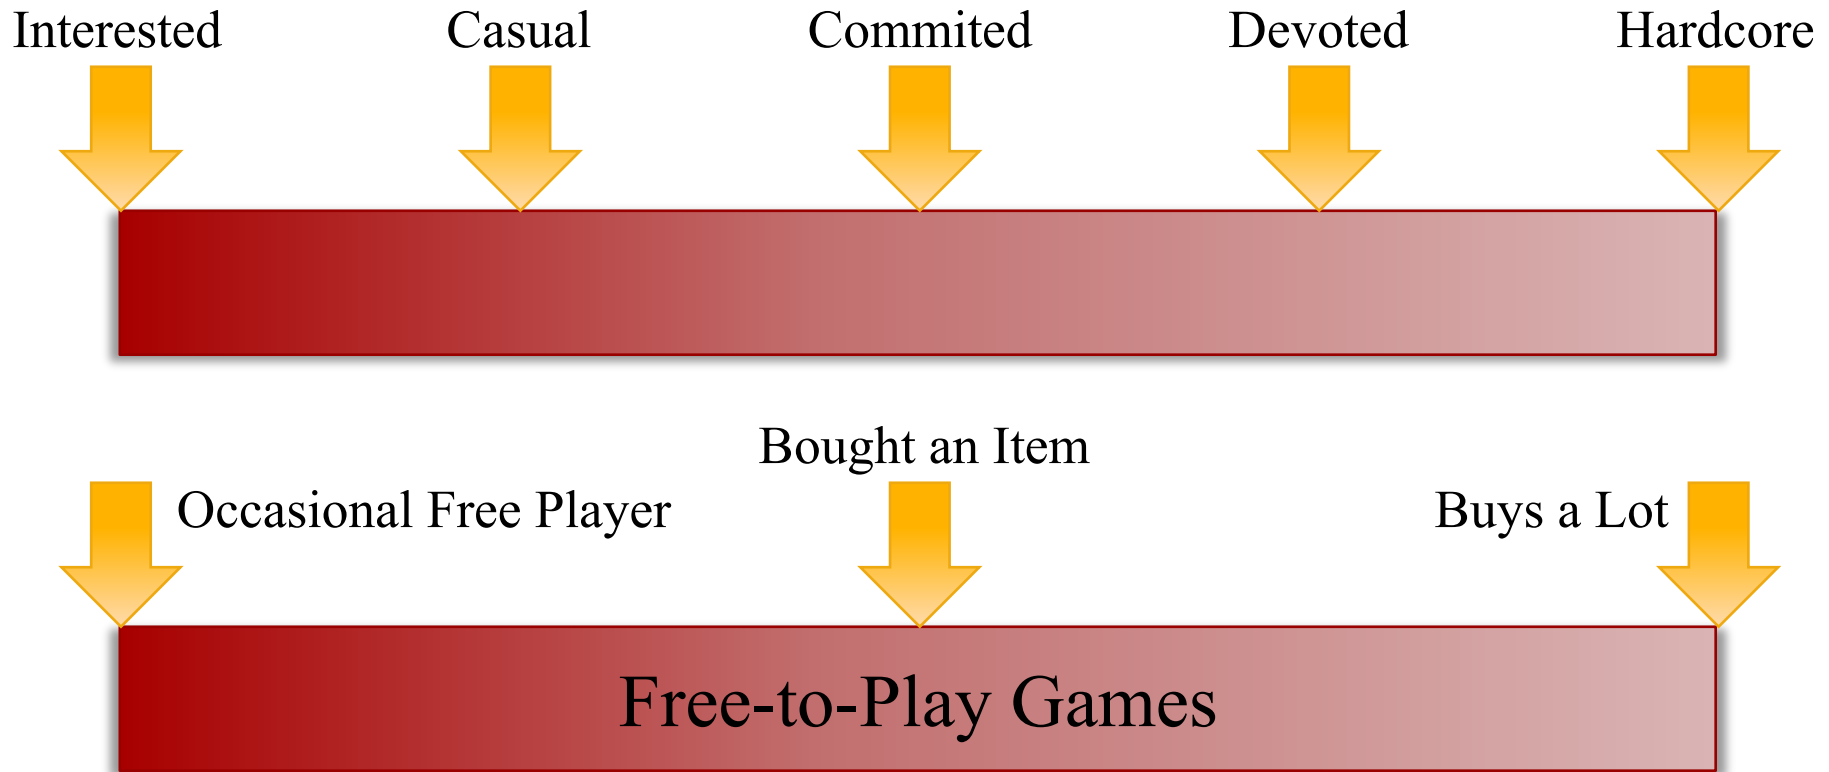 Interested Casual Commited Devoted Hardcore
Bought an Item
Occasional Free Player Buys a Lot
Free-to-Play Games